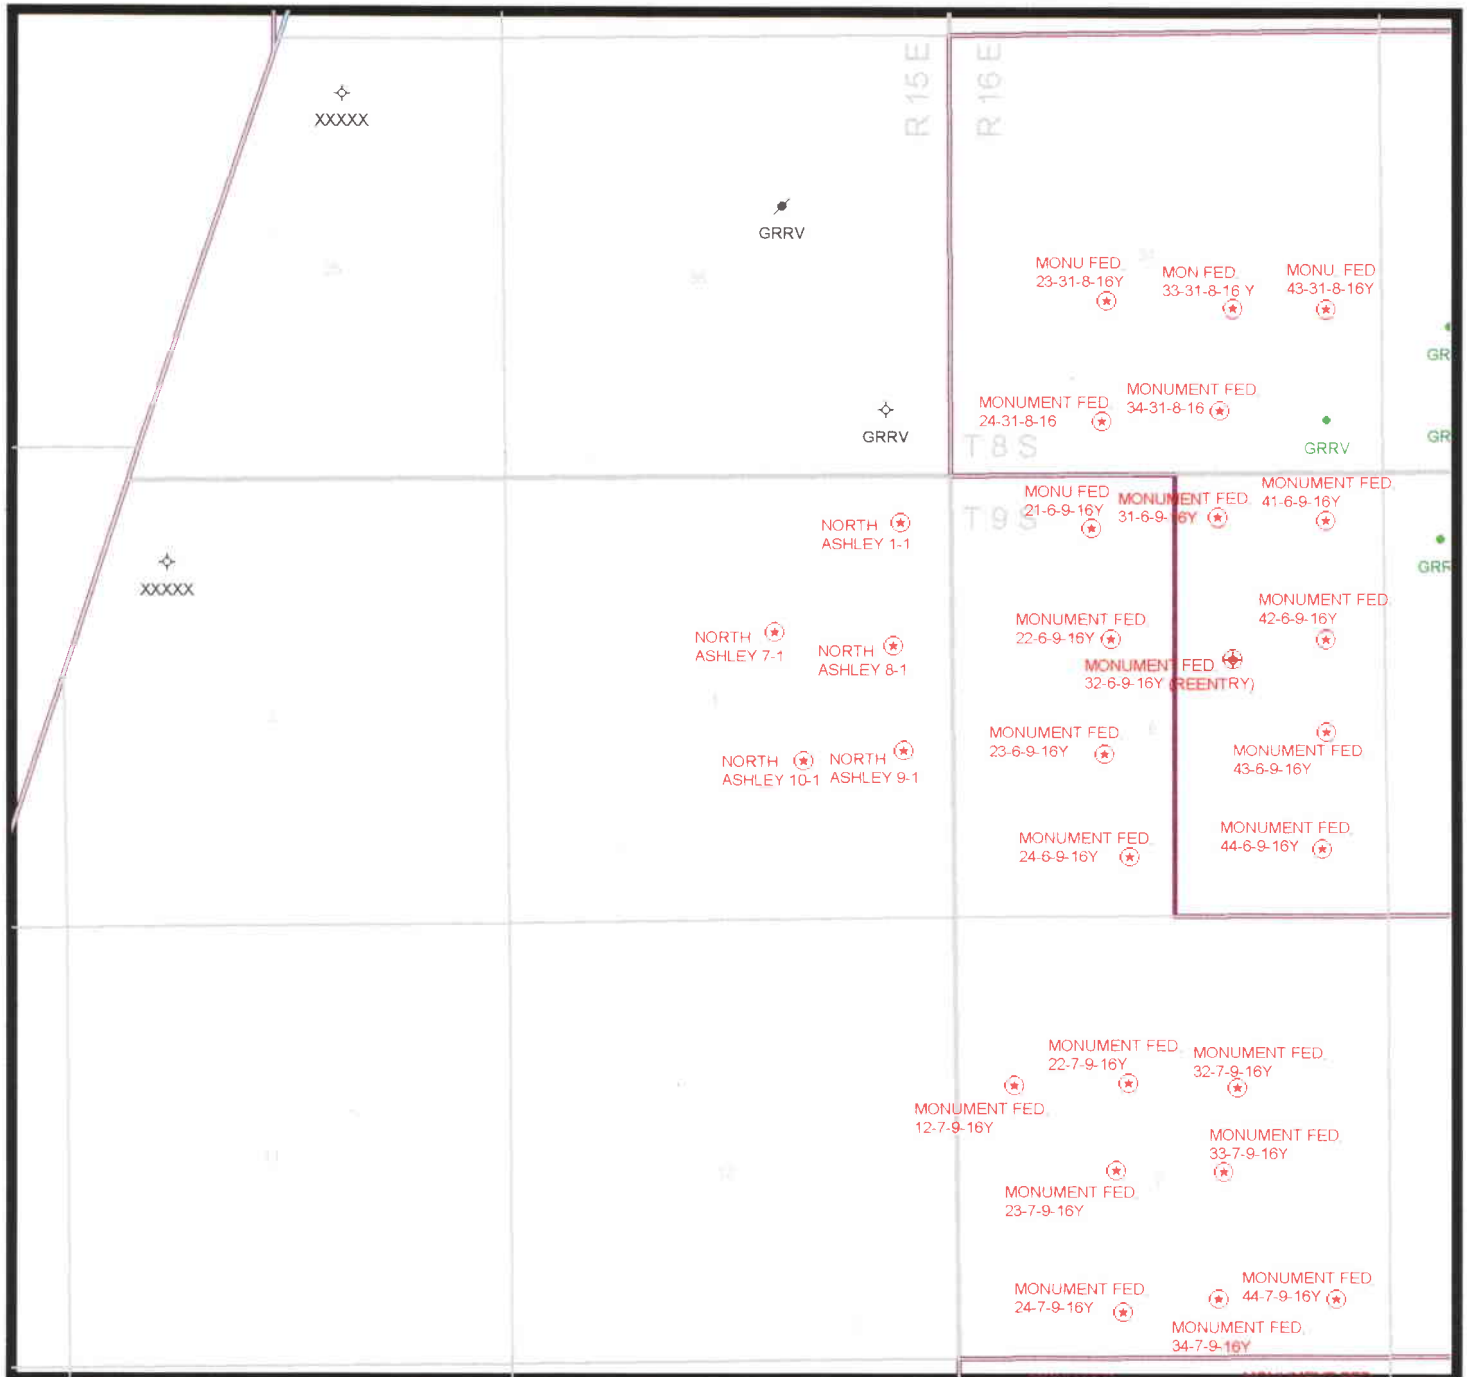 R 15 E
R 16 E
XXXXX
GRRV
MONU FED.
23-31-8-16Y
MON FED.
33-31-8-16 Y
MONU. FED
43-31-8-16Y
GR
MONUMENT FED.
24-31-8-16
MONUMENT FED.
34-31-8-16
GRRV
GRRV
GR
T 8 S
T 9 S
NORTH
ASHLEY 1-1
MONU FED
21-6-9-16Y
MONUMENT FED.
31-6-9-16Y
MONUMENT FED.
41-6-9-16Y
XXXXX
GRR
NORTH
ASHLEY 7-1
NORTH
ASHLEY 8-1
MONUMENT FED.
22-6-9-16Y
MONUMENT FED.
42-6-9-16Y
MONUMENT FED
32-6-9-16Y (REENTRY)
NORTH
ASHLEY 10-1
NORTH
ASHLEY 9-1
MONUMENT FED.
23-6-9-16Y
MONUMENT FED.
43-6-9-16Y
MONUMENT FED.
24-6-9-16Y
MONUMENT FED.
44-6-9-16Y
MONUMENT FED.
22-7-9-16Y
MONUMENT FED.
32-7-9-16Y
MONUMENT FED.
12-7-9-16Y
MONUMENT FED.
33-7-9-16Y
MONUMENT FED.
23-7-9-16Y
MONUMENT FED.
24-7-9-16Y
MONUMENT FED.
44-7-9-16Y
MONUMENT FED.
34-7-9-16Y